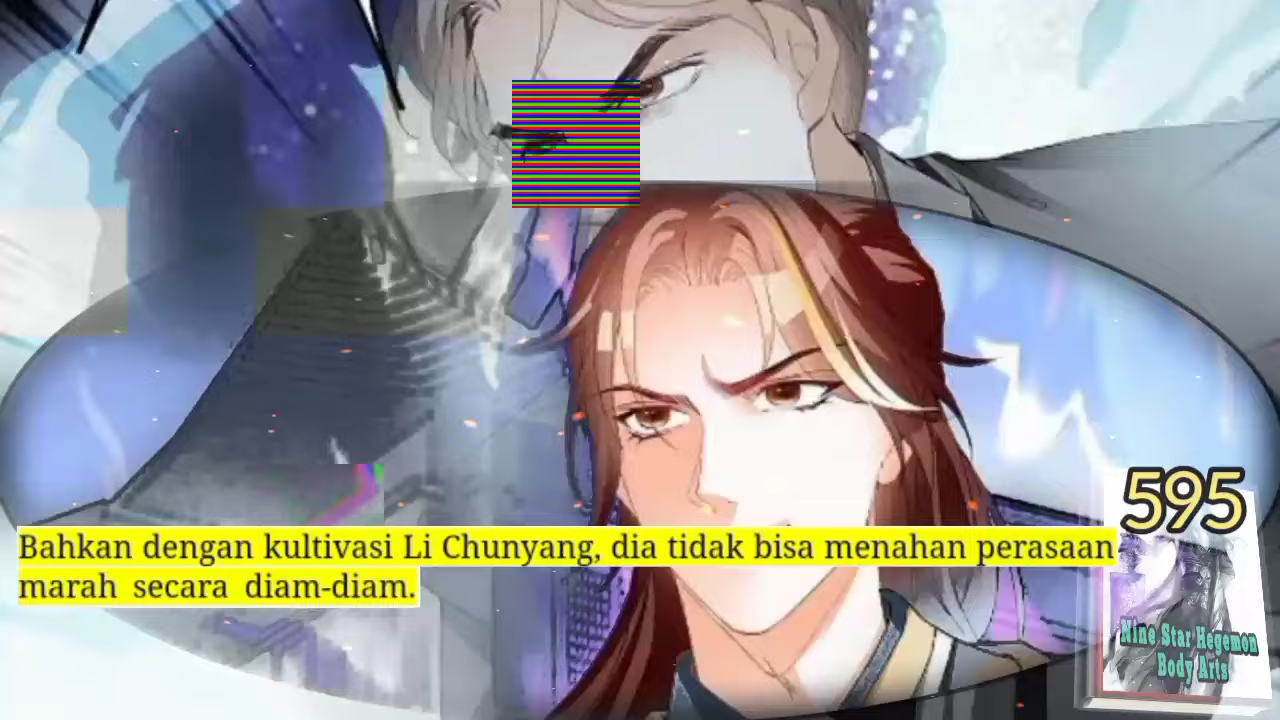 595
Bahkan dengan kultivasi Li Chunyang, dia tidak bisa menahan perasaan
marah secara diam-diam.
Nine Star Hegemon
Body Arts